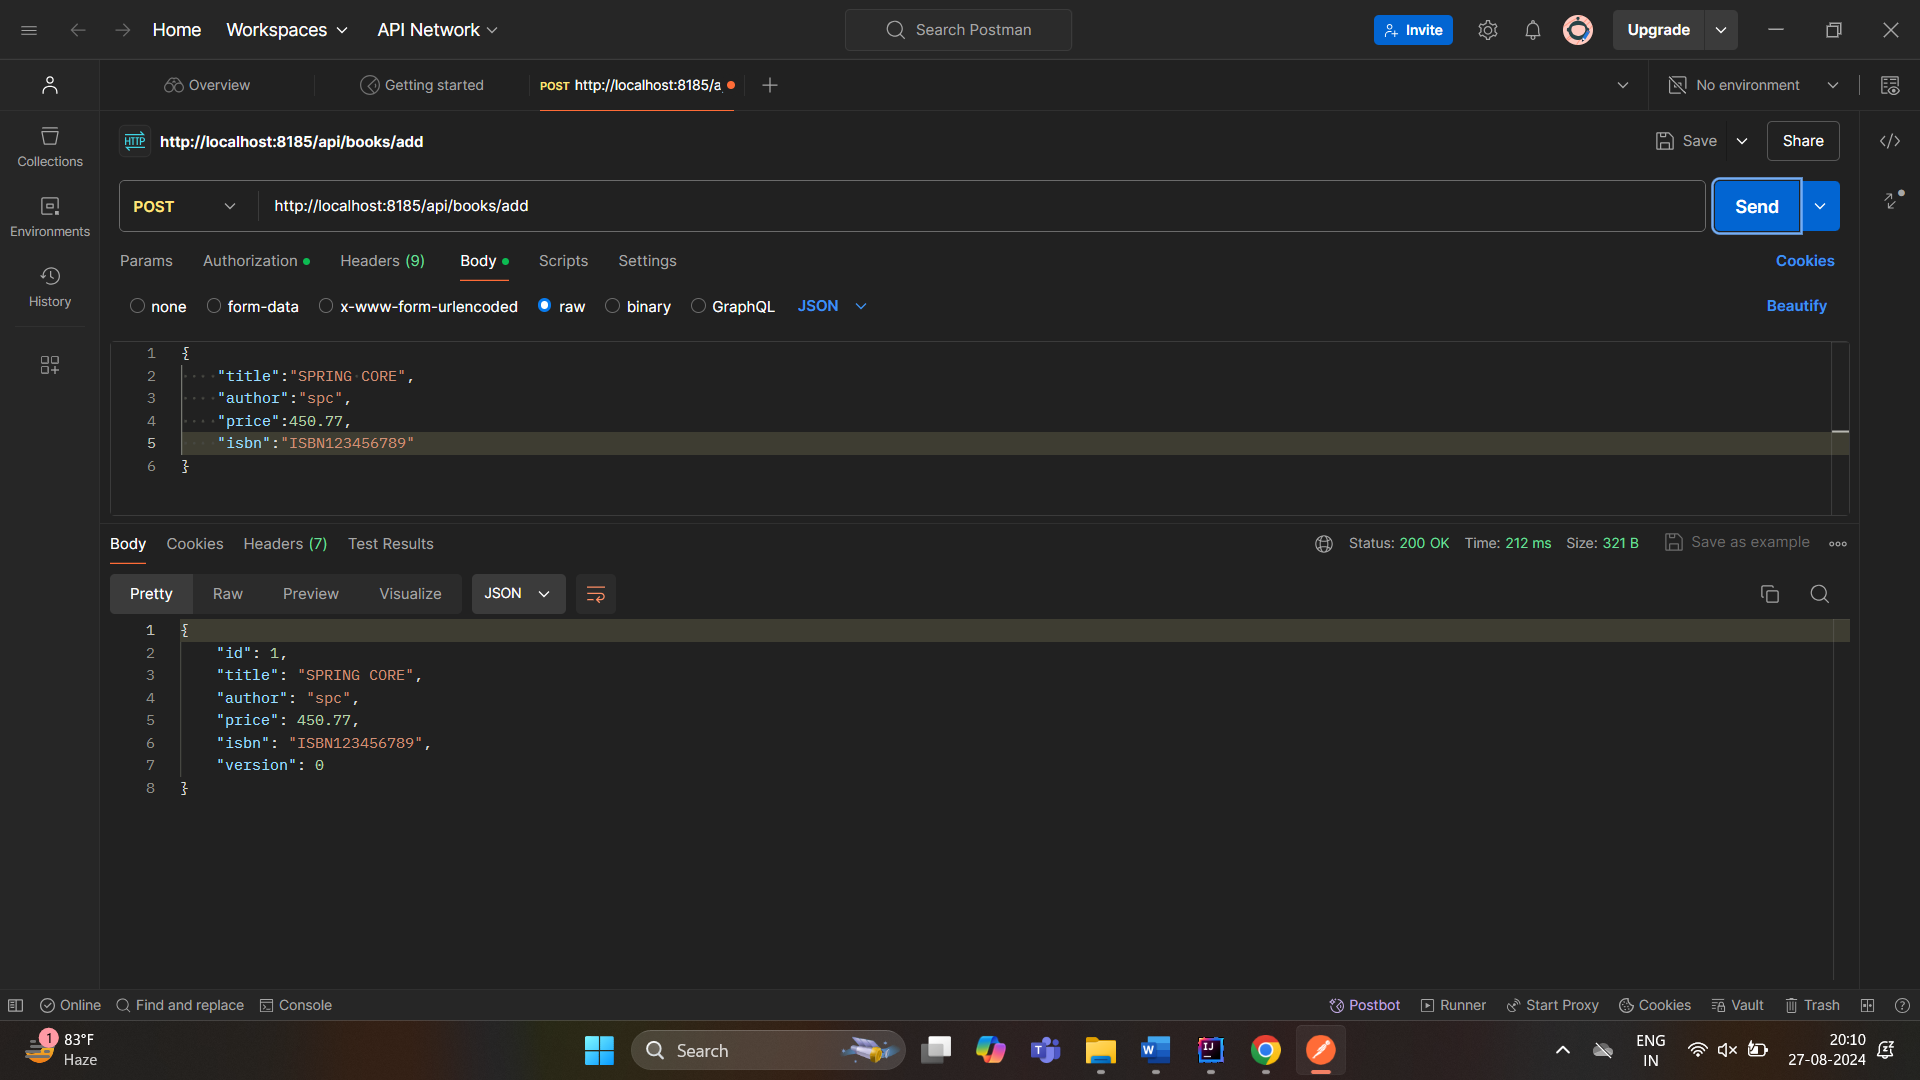 Home Workspaces API Network Search Postman Invite Upgrade
Overview Getting started POST http://localhost:8185/a No environment
HTTP http://localhost:8185/api/books/add Save Share
Collections
POST http://localhost:8185/api/books/add Send
Environments
Params Authorization Headers (9) Body Scripts Settings Cookies
History
none form-data x-www-form-urlencoded raw binary GraphQL JSON Beautify
1 {
2 "title":"SPRING CORE",
3 "author":"spc",
4 "price":450.77,
5 "isbn":"ISBN123456789"
6 }
Body Cookies Headers (7) Test Results Status: 200 OK Time: 212 ms Size: 321 B Save as example
Pretty Raw Preview Visualize JSON
1 {
2 "id": 1,
3 "title": "SPRING CORE",
4 "author": "spc",
5 "price": 450.77,
6 "isbn": "ISBN123456789",
7 "version": 0
8 }
Online Find and replace Console Postbot Runner Start Proxy Cookies Vault Trash
1 83°F Search ENG 20:10
Haze IN 27-08-2024